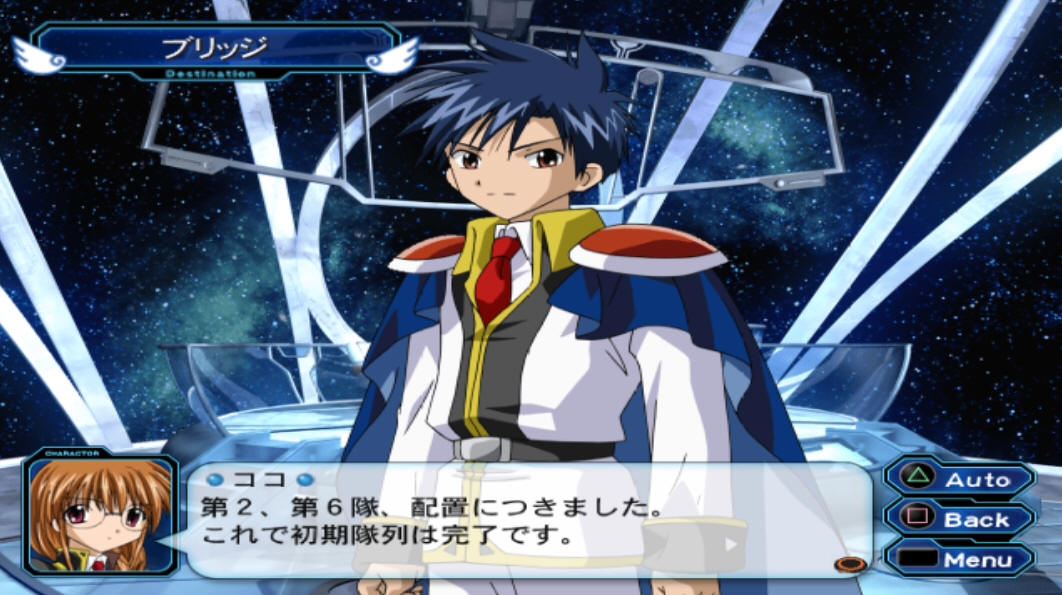 ブリッジ
Destination
CHARACTOR
ココ
第2、第6隊、配置につきました。
これで初期隊列は完了です。
Auto
Back
Menu